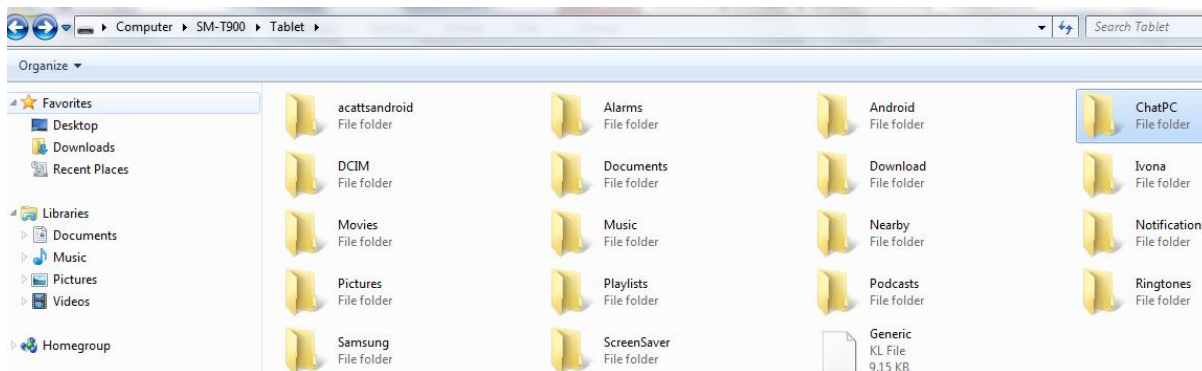 Computer ▸ SM-T900 ▸ Tablet ▸
Search Tablet
Organize
Favorites
Desktop
Downloads
Recent Places
Libraries
Documents
Music
Pictures
Videos
Homegroup
acattsandroid
File folder
Alarms
File folder
Android
File folder
ChatPC
File folder
DCIM
File folder
Documents
File folder
Download
File folder
Ivona
File folder
Movies
File folder
Music
File folder
Nearby
File folder
Notification
File folder
Pictures
File folder
Playlists
File folder
Podcasts
File folder
Ringtones
File folder
Samsung
File folder
ScreenSaver
File folder
Generic
KL File
9.15 KB